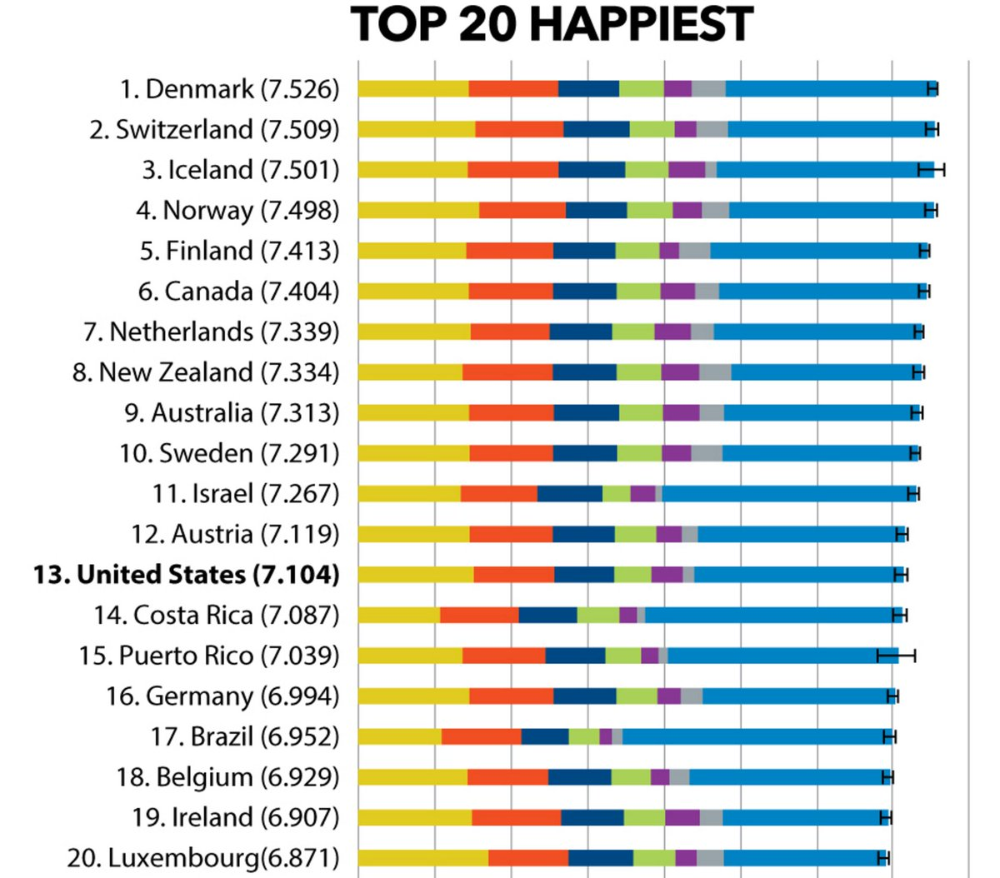 TOP 20 HAPPIEST
1. Denmark (7.526)
2. Switzerland (7.509)
3. Iceland (7.501)
4. Norway (7.498)
5. Finland (7.413)
6. Canada (7.404)
7. Netherlands (7.339)
8. New Zealand (7.334)
9. Australia (7.313)
10. Sweden (7.291)
11. Israel (7.267)
12. Austria (7.119)
13. United States (7.104)
14. Costa Rica (7.087)
15. Puerto Rico (7.039)
16. Germany (6.994)
17. Brazil (6.952)
18. Belgium (6.929)
19. Ireland (6.907)
20. Luxembourg(6.871)